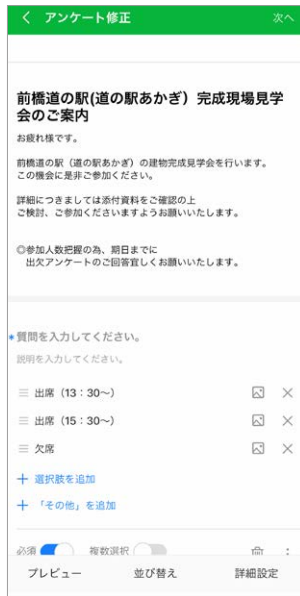 アンケート修正
次へ
前橋道の駅(道の駅あかぎ）完成現場見学
会のご案内
お疲れ様です。
前橋道の駅（道の駅あかぎ）の建物完成見学会を行います。
この機会に是非ご参加ください。
詳細につきましては添付資料をご確認の上
ご検討、ご参加くださいますようお願いいたします。
◎参加人数把握の為、期日までに
出欠アンケートのご回答宜しくお願いいたします。
質問を入力してください。
説明を入力してください。
出席（13：30〜）
出席（15：30〜）
欠席
＋ 選択肢を追加
＋ 「その他」を追加
必須
複数選択
プレビュー
並び替え
詳細設定